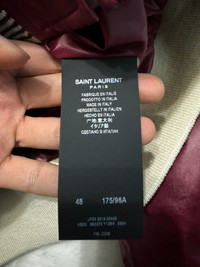 SAINT LAURENT
PARIS
FABRIQUÉ EN ITALIE
PRODOTTO IN ITALIA
MADE IN ITALY
HERGESTELLT IN ITALIEN
HECHO EN ITALIA
产地:意大利
イタリア製
СДЕЛАНО В ИТАЛИИ
48 175/96A